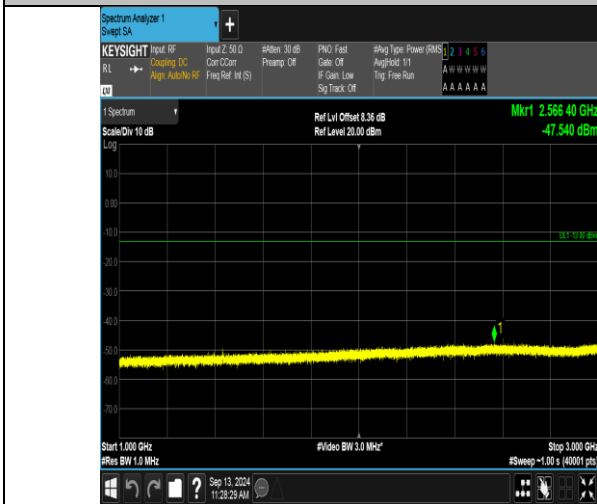 Spectrum Analyzer 1
Swept SA
+
KEYSIGHT
RL
Input: RF
Coupling: DC
Align: Auto/No RF
Input Z: 50 Ω
Corr CCorr
Freq Ref: Int (S)
#Atten: 30 dB
Preamp: Off
PNO: Fast
Gate: Off
IF Gain: Low
Sig Track: Off
#Avg Type: Power (RMS
Avg|Hold: 1/1
Trig: Free Run
1 2 3 4 5 6
A W W W W W
A A A A A A
1 Spectrum
Scale/Div 10 dB
Log
Ref Lvl Offset 8.36 dB
Ref Level 20.00 dBm
Mkr1 2.566 40 GHz
-47.540 dBm
10.0
0.00
-10.0
DL1 -13.00 dBm
-20.0
-30.0
-40.0
1
-50.0
-60.0
-70.0
Start 1.000 GHz
#Res BW 1.0 MHz
#Video BW 3.0 MHz*
Stop 3.000 GHz
#Sweep ~1.00 s (40001 pts)
?
Sep 13, 2024
11:28:29 AM